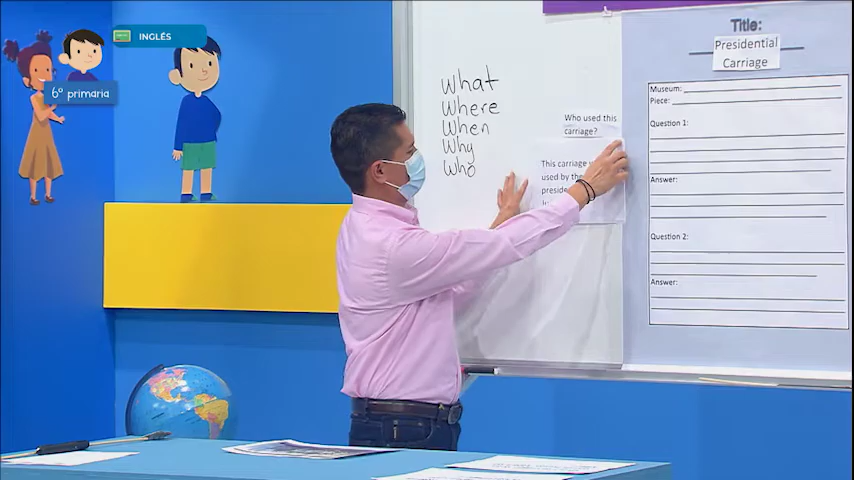 INGLÉS
6º primaria
What
Where
When
Why
Who
Who used this
carriage?
This carriage
used by the
Title:
Presidential
Carriage
Museum:
Piece:
Question 1:
Answer:
Question 2:
Answer: